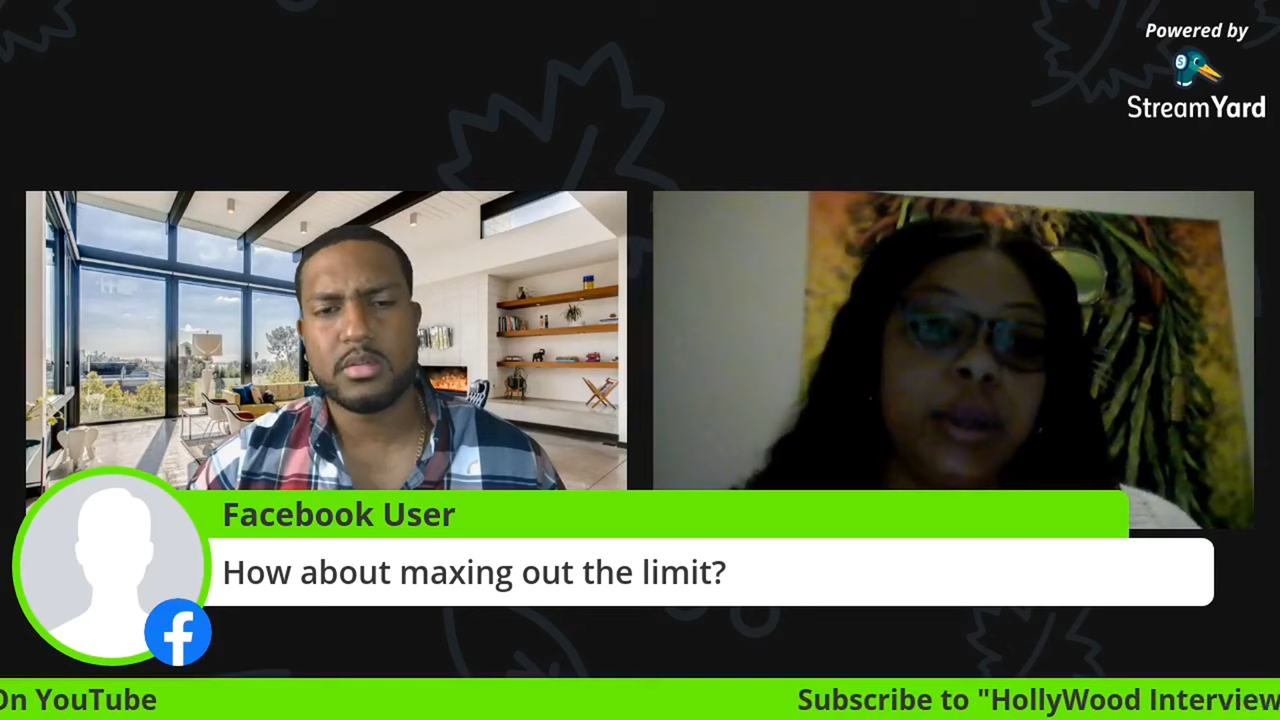 Powered by
StreamYard
Facebook User
How about maxing out the limit?
On YouTube
Subscribe to "HollyWood Interview